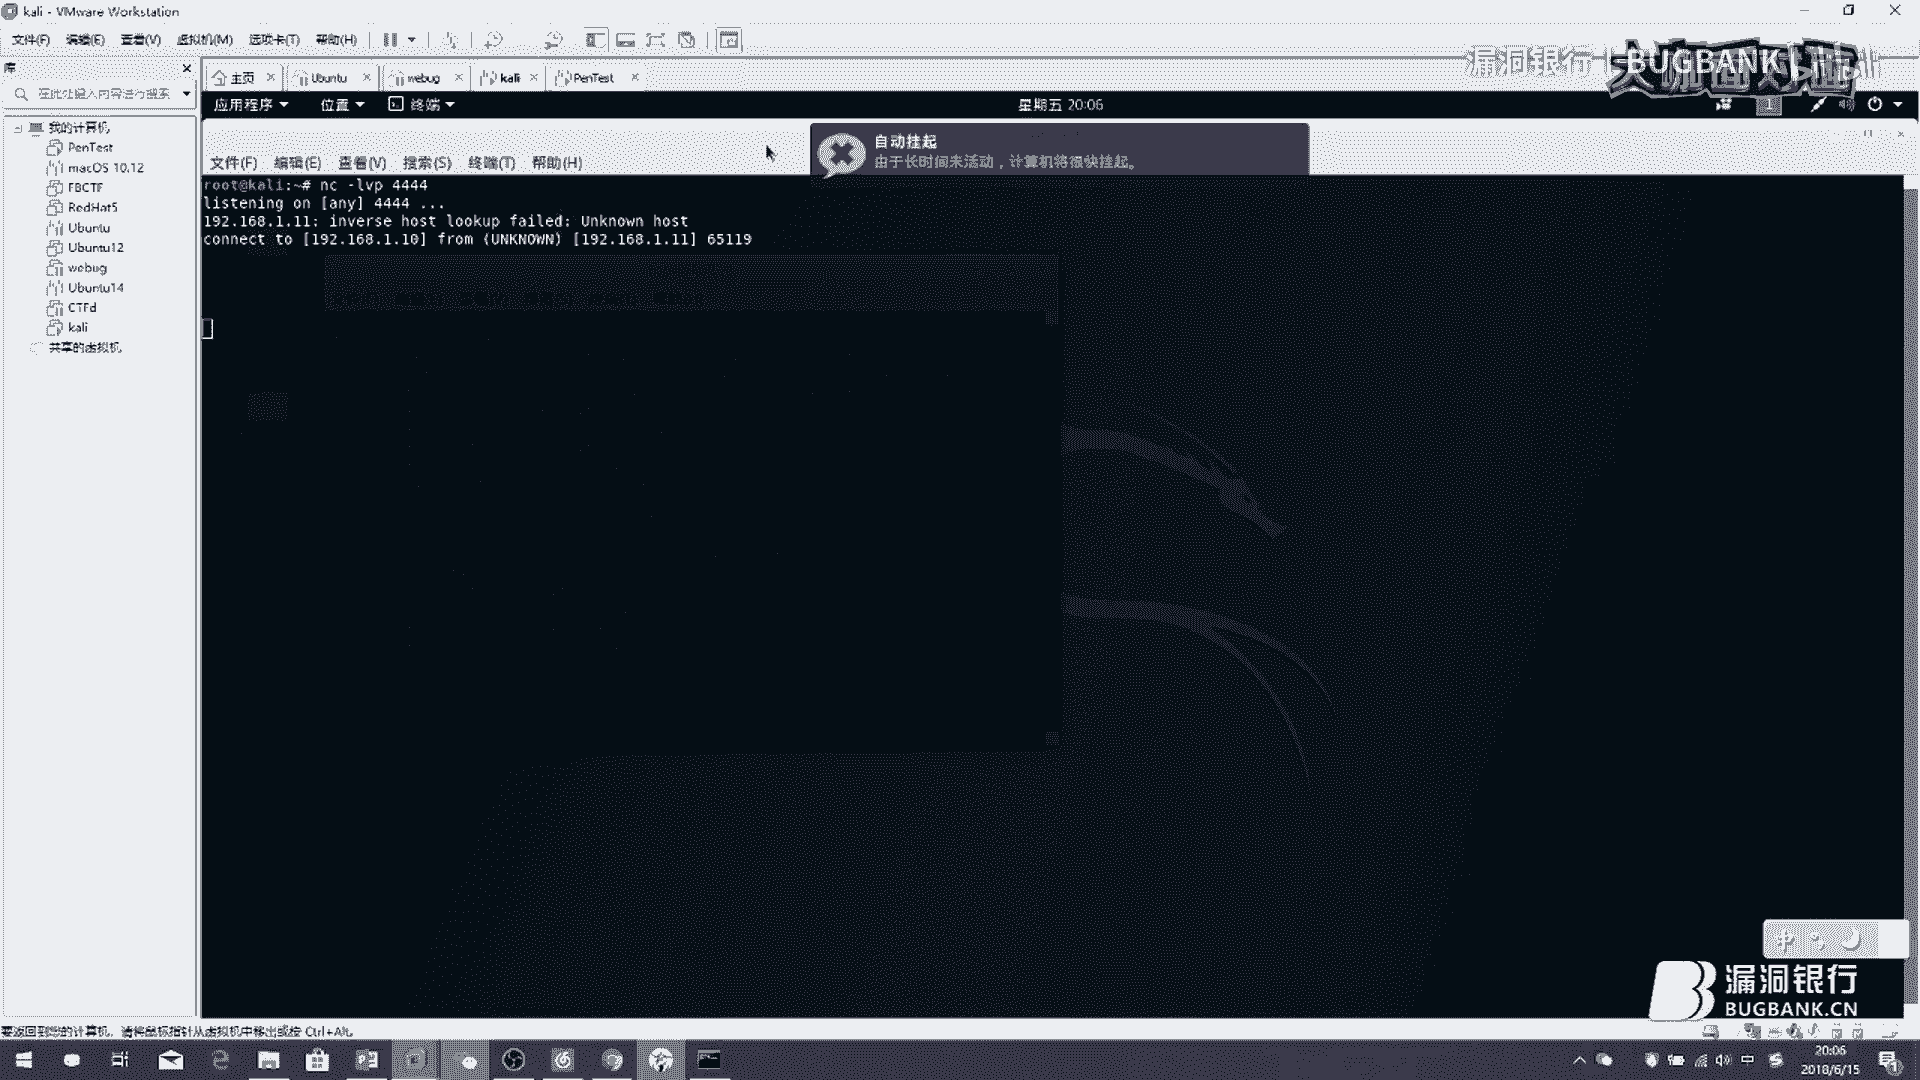 kali - VMware Workstation
文件(F) 编辑(E) 查看(V) 虚拟机(M) 选项卡(T) 帮助(H)
漏洞银行 BUGBANK
库
主页 Ubuntu webug kali PenTest
在此处键入内容进行搜索
应用程序 位置 终端 星期五 20:06 1
我的计算机
PenTest
macOS 10.12
FBCTF
RedHat5
Ubuntu
Ubuntu12
webug
Ubuntu14
CTFd
kali
共享的虚拟机
自动挂起
由于长时间未活动，计算机将很快挂起。
文件(F) 编辑(E) 查看(V) 搜索(S) 终端(T) 帮助(H)
root@kali:~# nc -lvp 4444
listening on [any] 4444 ...
192.168.1.11: inverse host lookup failed: Unknown host
connect to [192.168.1.10] from (UNKNOWN) [192.168.1.11] 65119
中
漏洞银行
BUGBANK.CN
要返回到您的计算机，请将鼠标指针从虚拟机中移出或按 Ctrl+Alt。
中
20:06
2018/6/15